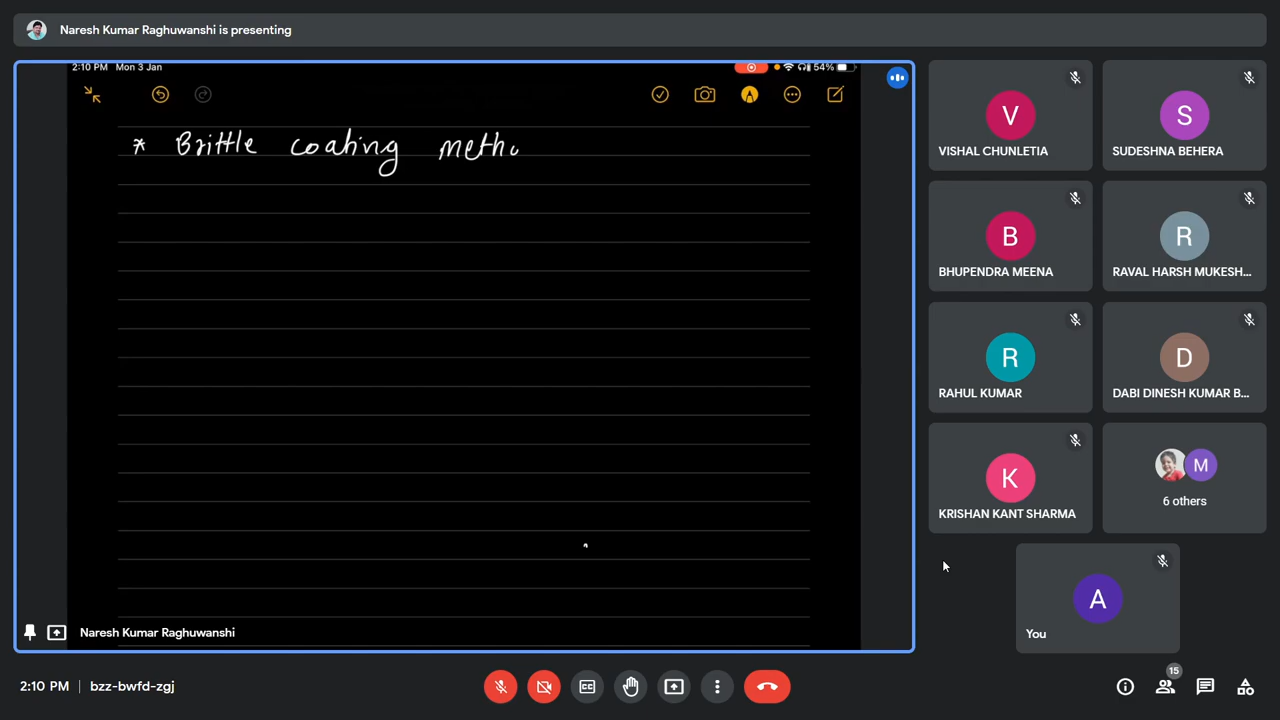 Naresh Kumar Raghuwanshi is presenting
2:10 PM Mon 3 Jan
54%
* Brittle coating metho
Naresh Kumar Raghuwanshi
V
VISHAL CHUNLETIA
S
SUDESHNA BEHERA
B
BHUPENDRA MEENA
R
RAVAL HARSH MUKESH...
R
RAHUL KUMAR
D
DABI DINESH KUMAR B...
K
KRISHAN KANT SHARMA
M
6 others
A
You
2:10 PM | bzz-bwfd-zgj
CC
15